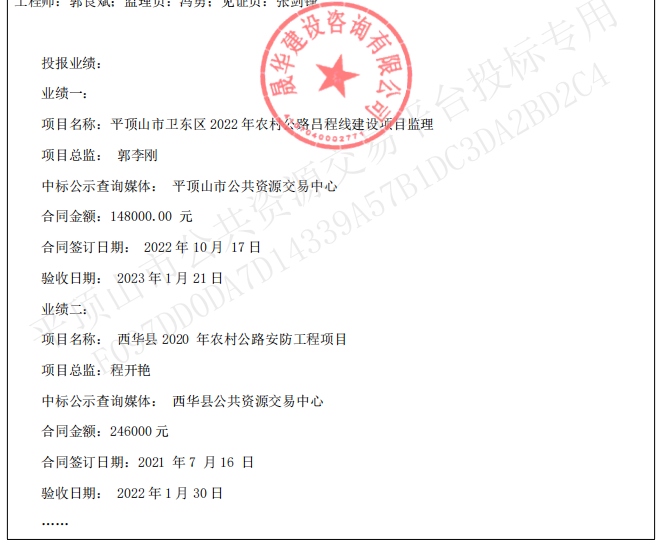 工程师：郭良斌；监理员：冯勇；见证员：张剑锋
投报业绩：
业绩一：
项目名称：平顶山市卫东区 2022 年农村公路吕程线建设项目监理
项目总监： 郭李刚
中标公示查询媒体： 平顶山市公共资源交易中心
合同金额：148000.00 元
合同签订日期： 2022 年 10 月 17 日
验收日期： 2023 年 1 月 21 日
业绩二：
项目名称： 西华县 2020 年农村公路安防工程项目
项目总监：程开艳
中标公示查询媒体： 西华县公共资源交易中心
合同金额：246000 元
合同签订日期：2021 年 7 月 16 日
验收日期： 2022 年 1 月 30 日
……
晟华建设咨询有限公司
平顶山市公共资源交易平台投标专用
E057DD0DA7D14339A57B1DC3DA2BD2C4